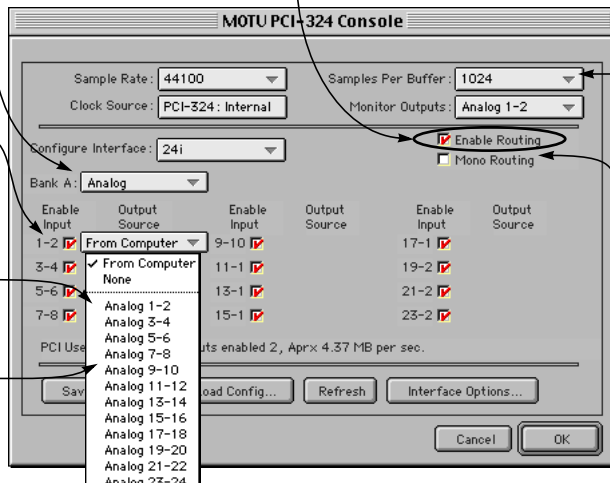 MOTU PCI-324 Console
Sample Rate: 44100
Samples Per Buffer: 1024
Clock Source: PCI-324 : Internal
Monitor Outputs: Analog 1-2
Configure Interface: 24i
Enable Routing
Mono Routing
Bank A: Analog
Enable Input
Output Source
Enable Input
Output Source
Enable Input
Output Source
1-2
From Computer
9-10
17-1
3-4
✓ From Computer
11-1
19-2
None
5-6
13-1
21-2
Analog 1-2
7-8
Analog 3-4
15-1
23-2
Analog 5-6
PCI Use
Analog 7-8
uts enabled 2, Aprx 4.37 MB per sec.
Analog 9-10
Sav
Analog 11-12
oad Config...
Refresh
Interface Options...
Analog 13-14
Analog 15-16
Analog 17-18
Analog 19-20
Cancel
OK
Analog 21-22
Analog 23-24